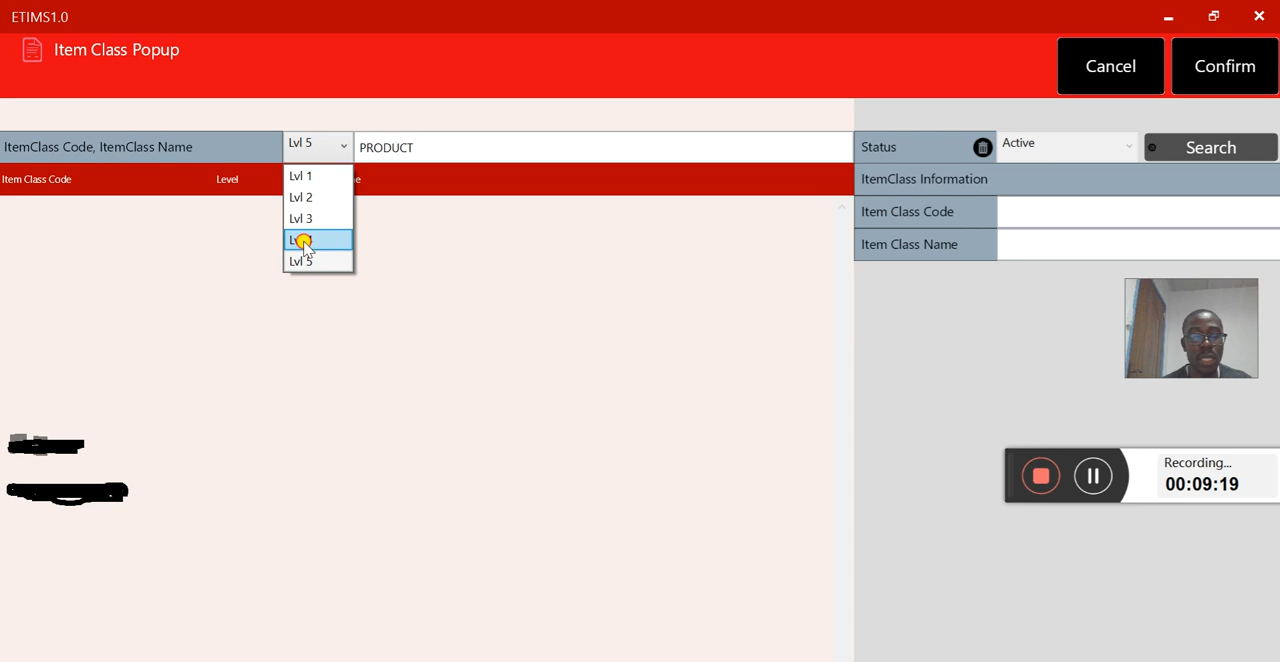 ETIMS1.0
Item Class Popup
Cancel
Confirm
ItemClass Code, ItemClass Name
Lvl 5
PRODUCT
Status
Active
Search
Item Class Code
Level
Lvl 1
Lvl 2
Lvl 3
Lvl 5
ItemClass Information
Item Class Code
Item Class Name
Recording...
00:09:19